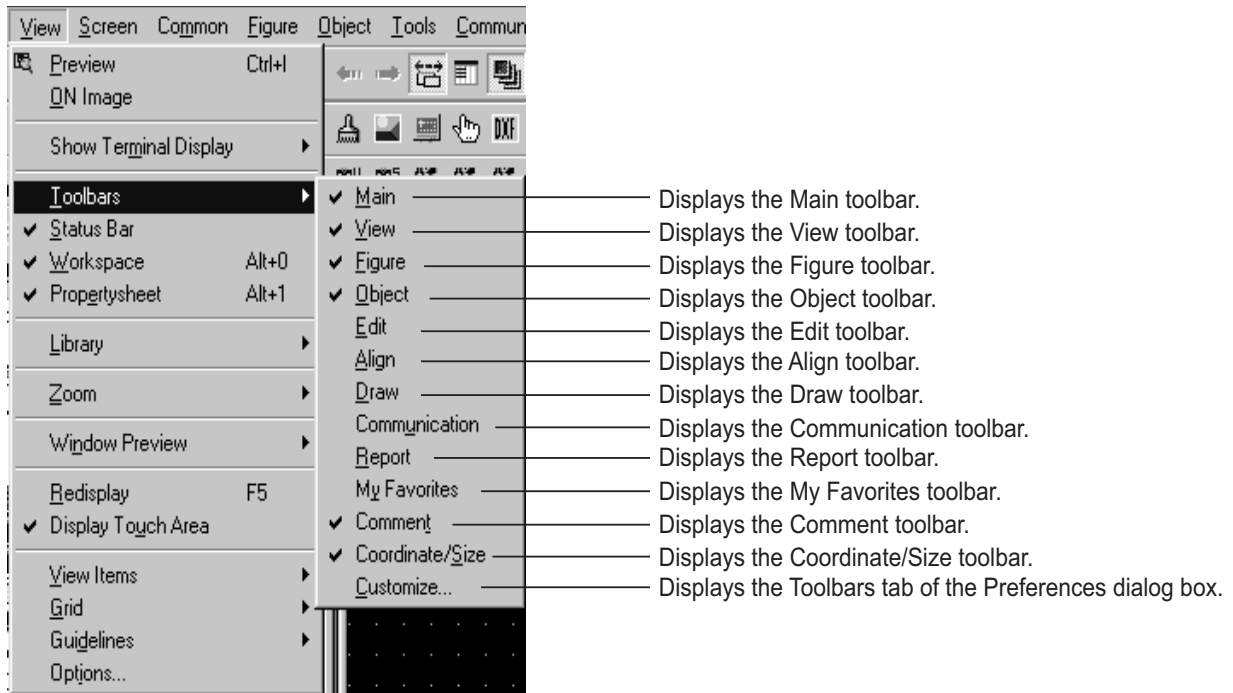 View Screen Common Figure Object Tools Commun
Preview Ctrl+I
ON Image
Show Terminal Display
Toolbars
Status Bar
Workspace Alt+0
Propertysheet Alt+1
Library
Zoom
Window Preview
Redisplay F5
Display Touch Area
View Items
Grid
Guidelines
Options...
DXF
Main Displays the Main toolbar.
View Displays the View toolbar.
Figure Displays the Figure toolbar.
Object Displays the Object toolbar.
Edit Displays the Edit toolbar.
Align Displays the Align toolbar.
Draw Displays the Draw toolbar.
Communication Displays the Communication toolbar.
Report Displays the Report toolbar.
My Favorites Displays the My Favorites toolbar.
Comment Displays the Comment toolbar.
Coordinate/Size Displays the Coordinate/Size toolbar.
Customize... Displays the Toolbars tab of the Preferences dialog box.